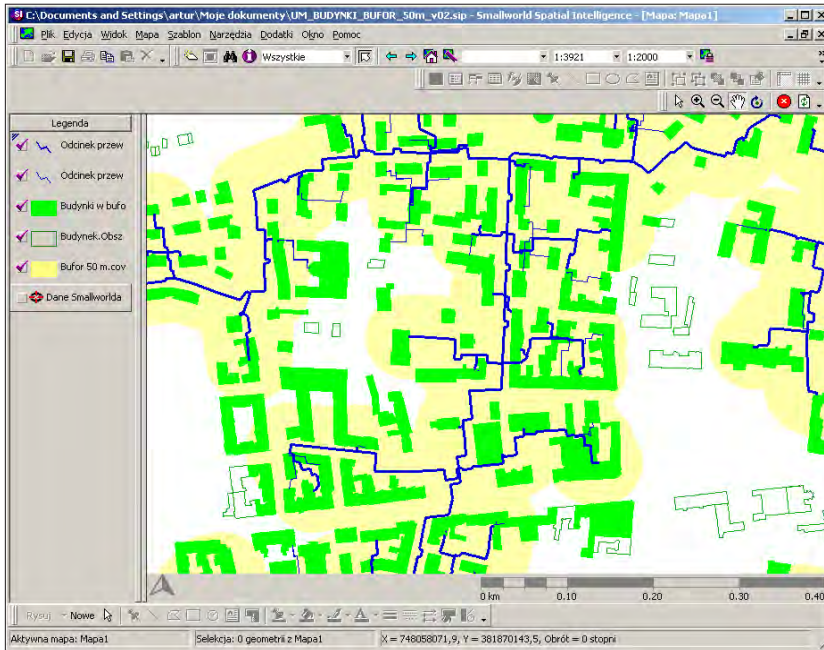 C:\Documents and Settings\artur\Moje dokumenty\UM_BUDYNKI_BUFOR_50m_v02.sip - Smallworld Spatial Intelligence - [Mapa: Mapa1]
Plik Edycja Widok Mapa Szablon Narzędzia Dodatki Okno Pomoc
Wszystkie 1:3921 1:2000
Legenda
Odcinek przew
Odcinek przew
Budynki w bufo
Budynek.Obsz
Bufor 50 m.cov
Dane Smallworlda
0 km 0.10 0.20 0.30 0.40
Rysuj Nowe
Aktywna mapa: Mapa1 Selekcja: 0 geometrii z Mapa1 X = 748058071,9, Y = 381870143,5, Obrót = 0 stopni